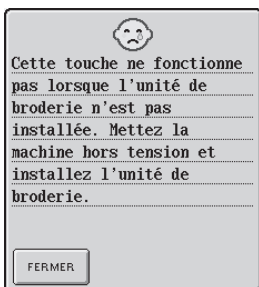 Cette touche ne fonctionne
pas lorsque l'unité de
broderie n'est pas
installée. Mettez la
machine hors tension et
installez l'unité de
broderie.
FERMER